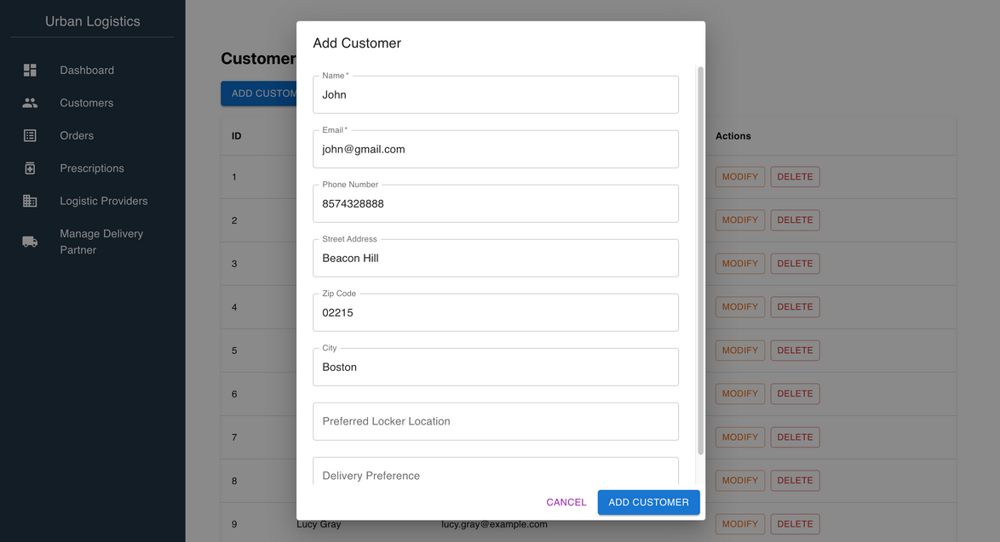 Urban Logistics
Dashboard
Customers
Orders
Prescriptions
Logistic Providers
Manage Delivery
Partner
Customer
ADD CUSTOM
ID
Actions
1
MODIFY DELETE
2
MODIFY DELETE
3
MODIFY DELETE
4
MODIFY DELETE
5
MODIFY DELETE
6
MODIFY DELETE
7
MODIFY DELETE
8
MODIFY DELETE
9 Lucy Gray lucy.gray@example.com MODIFY DELETE
Add Customer
Name *
John
Email *
john@gmail.com
Phone Number
8574328888
Street Address
Beacon Hill
Zip Code
02215
City
Boston
Preferred Locker Location
Delivery Preference
CANCEL ADD CUSTOMER